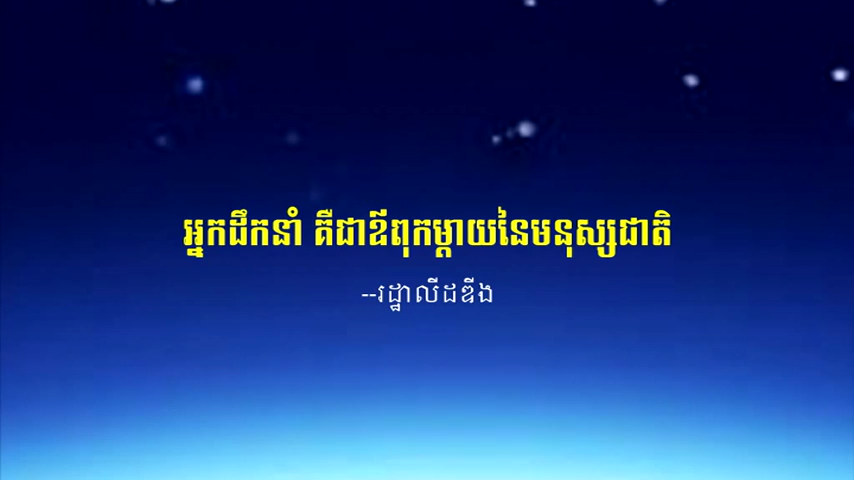 អ្នកដឹកនាំ គឺជាឪពុកម្ដាយនៃមនុស្សជាតិ
--រដ្ឋាលីដឌីង